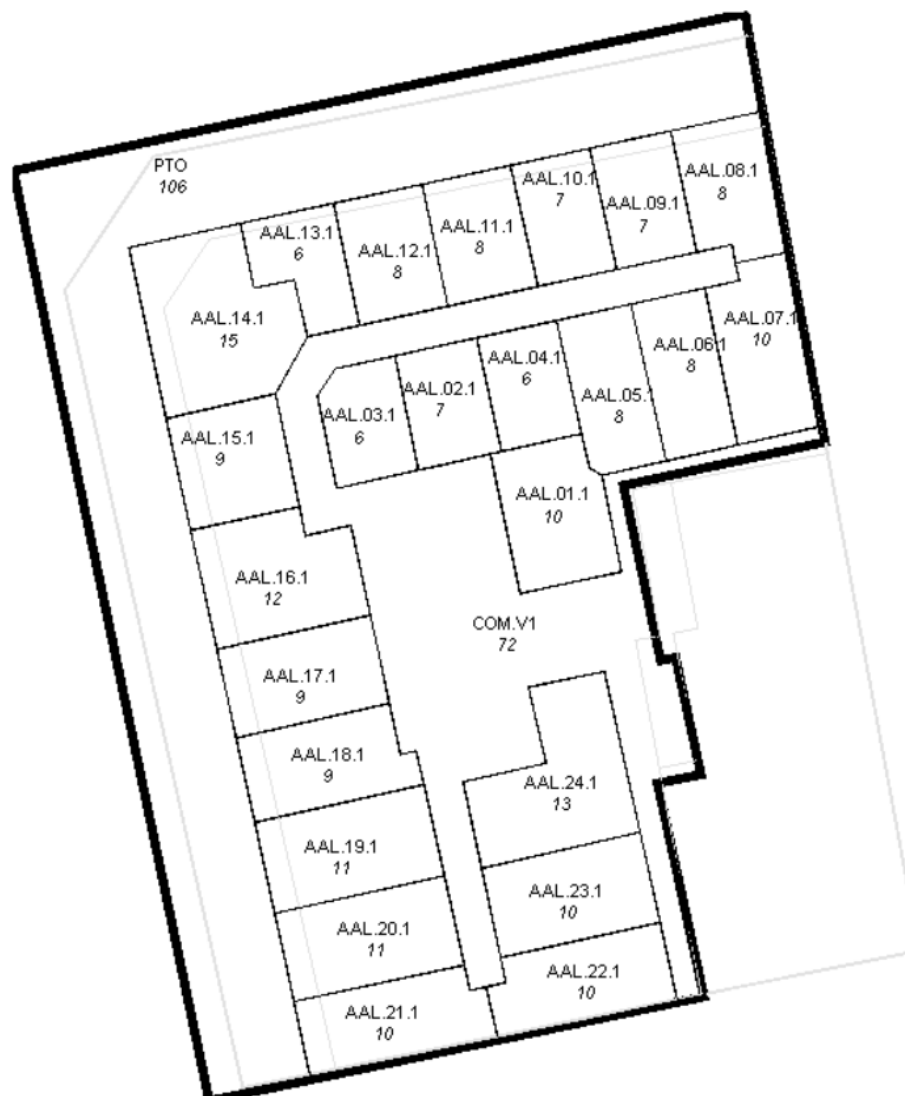 PTO
106
AAL.08.1
8
AAL.10.1
7
AAL.09.1
7
AAL.11.1
8
AAL.13.1
6
AAL.12.1
8
AAL.14.1
15
AAL.07.1
10
AAL.06.1
8
AAL.04.1
6
AAL.05.1
8
AAL.02.1
7
AAL.03.1
6
AAL.15.1
9
AAL.01.1
10
AAL.16.1
12
COM.V1
72
AAL.17.1
9
AAL.18.1
9
AAL.24.1
13
AAL.19.1
11
AAL.23.1
10
AAL.20.1
11
AAL.22.1
10
AAL.21.1
10